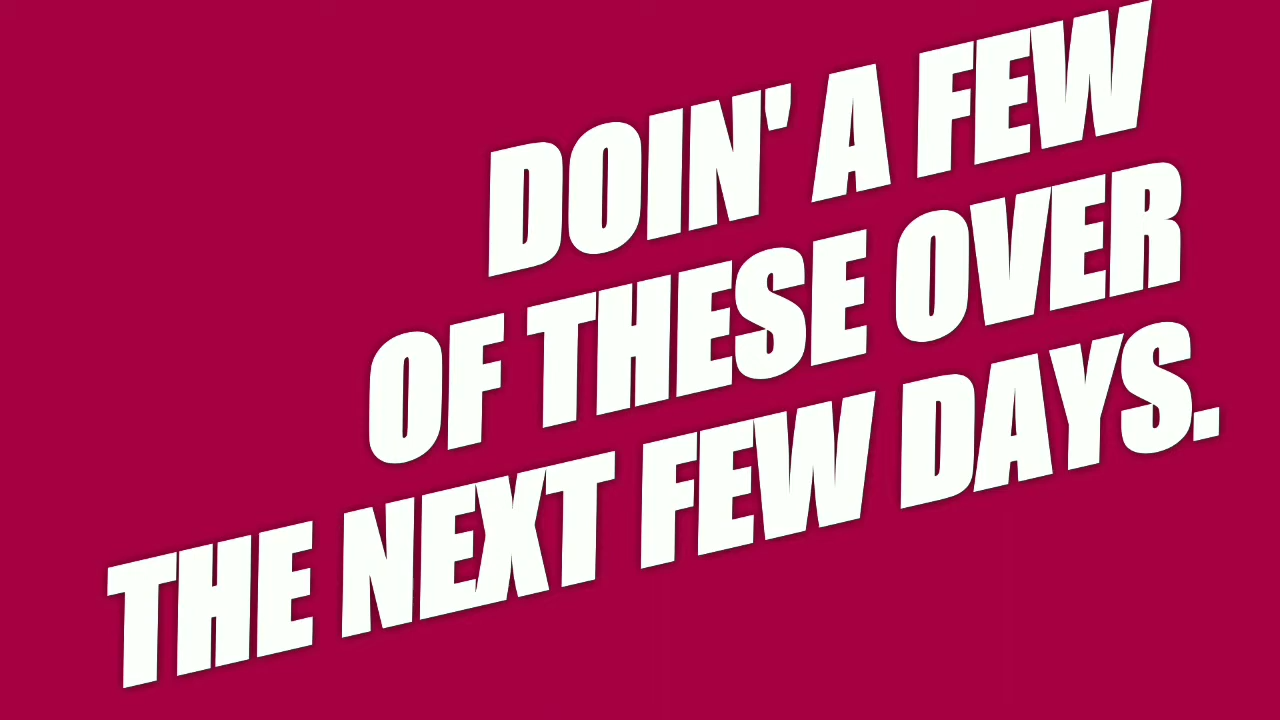 DOIN' A FEW
OF THESE OVER
THE NEXT FEW DAYS.